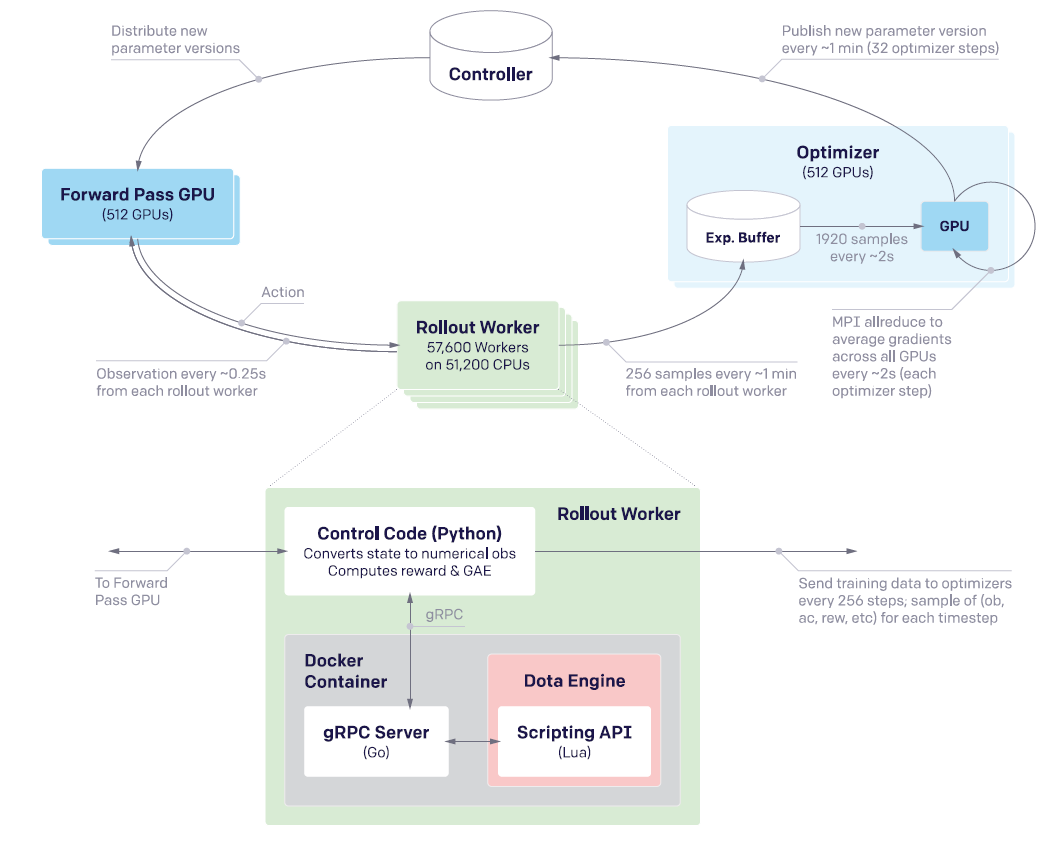 Distribute new
parameter versions
Controller
Publish new parameter version
every ~1 min (32 optimizer steps)
Forward Pass GPU
(512 GPUs)
Optimizer
(512 GPUs)
Exp. Buffer
1920 samples
every ~2s
GPU
MPI allreduce to
average gradients
across all GPUs
every ~2s (each
optimizer step)
Action
Observation every ~0.25s
from each rollout worker
Rollout Worker
57,600 Workers
on 51,200 CPUs
256 samples every ~1 min
from each rollout worker
Rollout Worker
Control Code (Python)
Converts state to numerical obs
Computes reward & GAE
To Forward
Pass GPU
Send training data to optimizers
every 256 steps; sample of (ob,
ac, rew, etc) for each timestep
gRPC
Docker
Container
Dota Engine
gRPC Server
(Go)
Scripting API
(Lua)